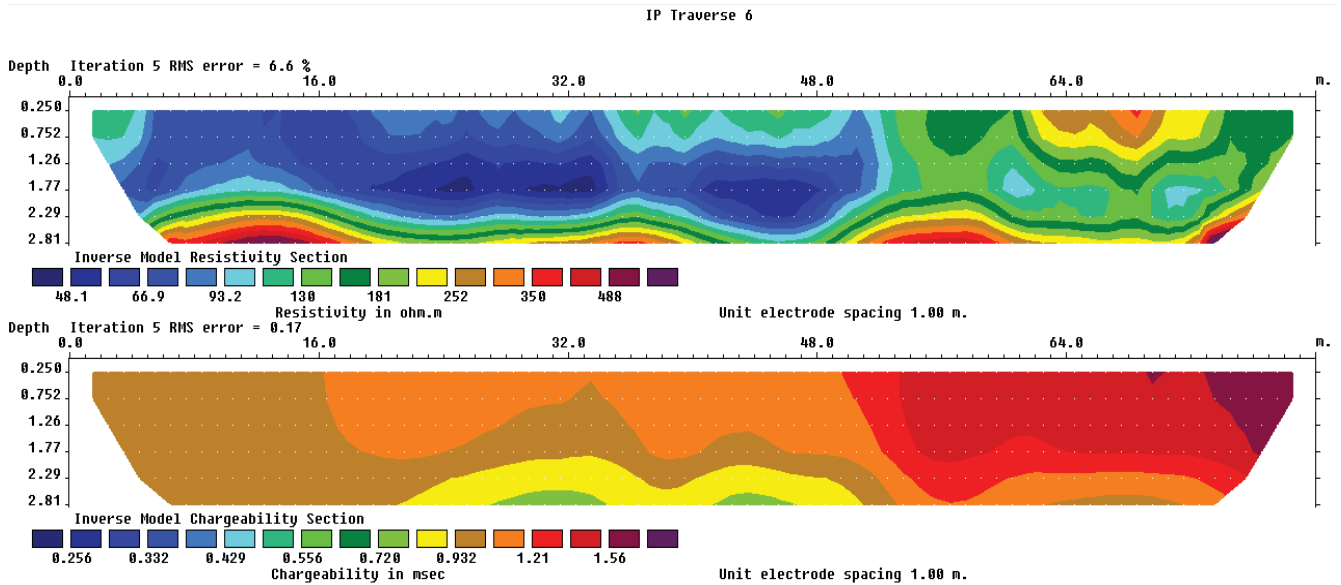 IP Traverse 6
Depth Iteration 5 RMS error = 6.6 %
0.0 16.0 32.0 48.0 64.0 m.
0.250
0.752
1.26
1.77
2.29
2.81
Inverse Model Resistivity Section
48.1 66.9 93.2 130 181 252 350 488
Resistivity in ohm.m Unit electrode spacing 1.00 m.
Depth Iteration 5 RMS error = 0.17
0.0 16.0 32.0 48.0 64.0 m.
0.250
0.752
1.26
1.77
2.29
2.81
Inverse Model Chargeability Section
0.256 0.332 0.429 0.556 0.720 0.932 1.21 1.56
Chargeability in msec Unit electrode spacing 1.00 m.